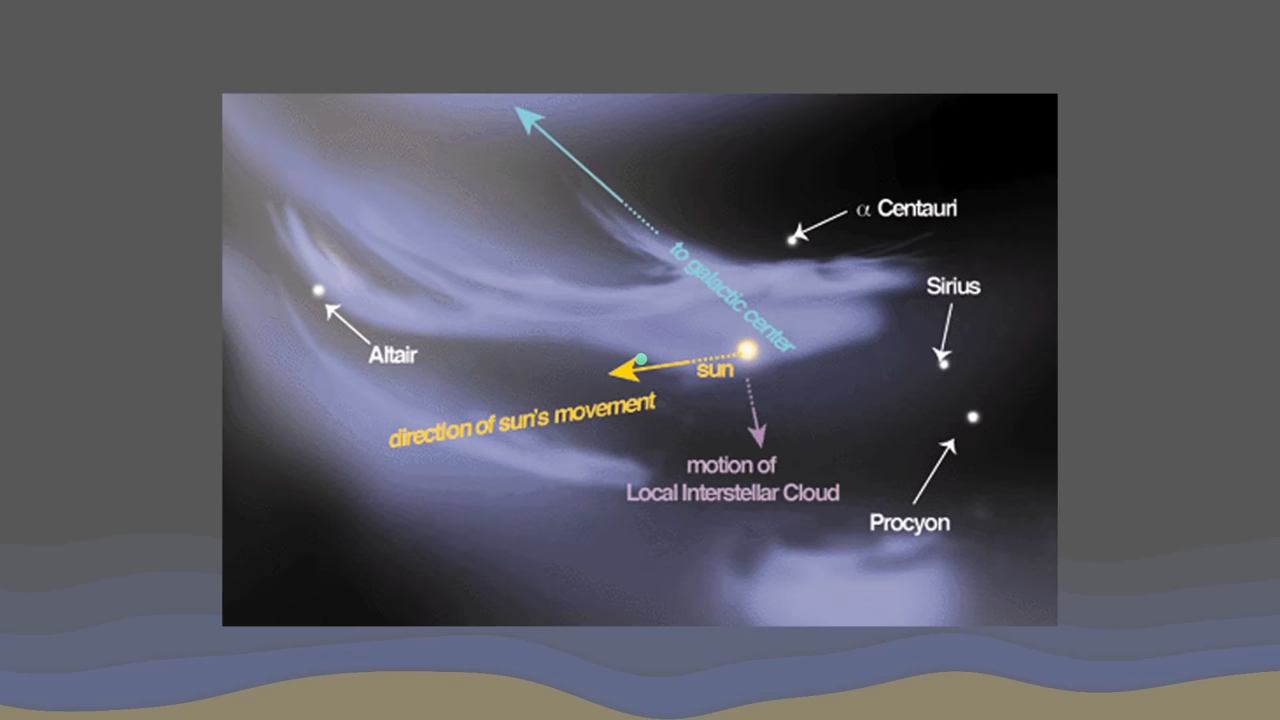 to galactic center
α Centauri
Sirius
Altair
sun
direction of sun's movement
motion of
Local Interstellar Cloud
Procyon